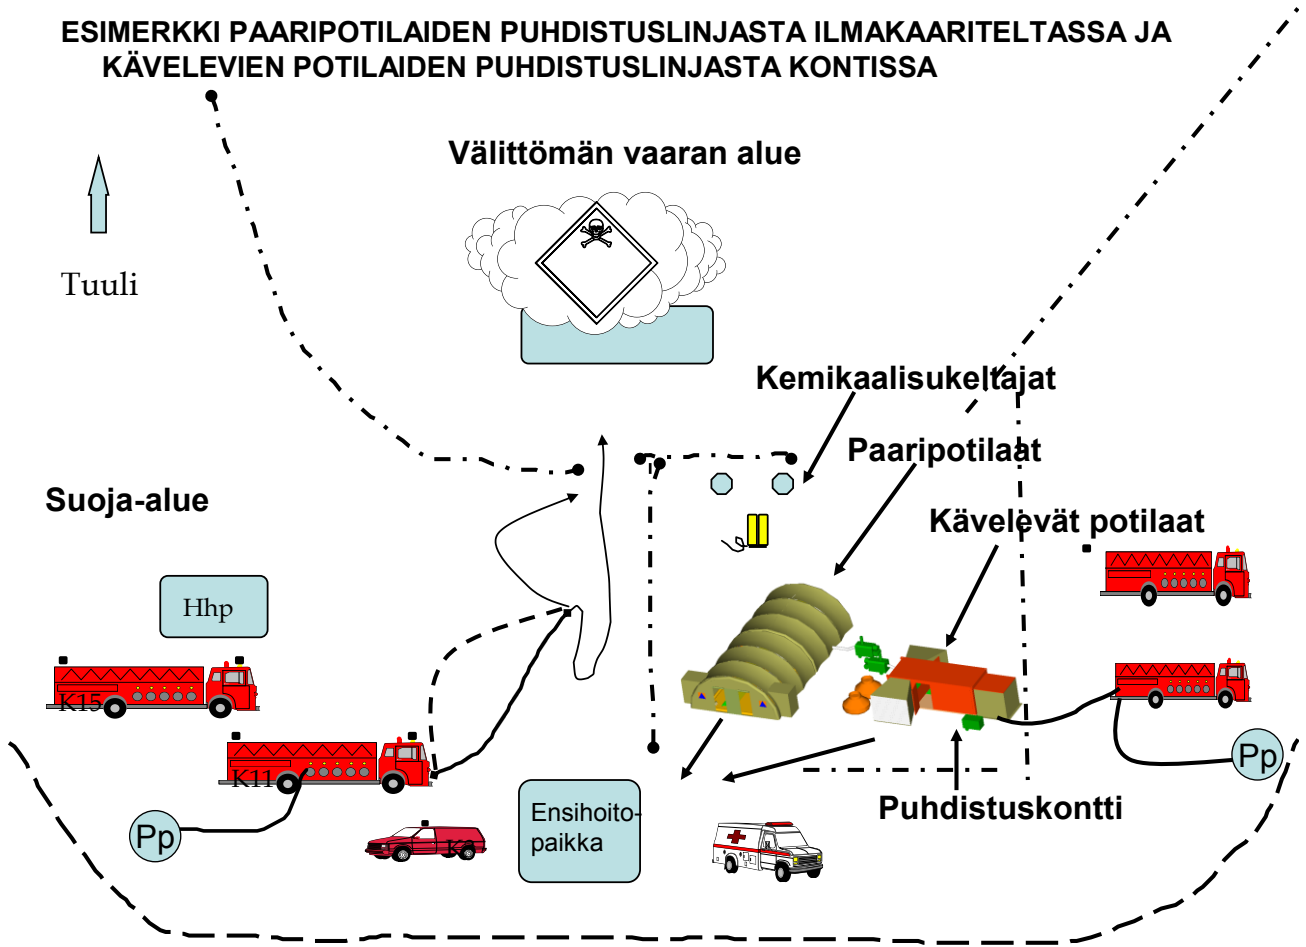 ESIMERKKI PAARIPOTILAIDEN PUHDISTUSLINJASTA ILMAKAARITELTASSA JA
KÄVELEVIEN POTILAIDEN PUHDISTUSLINJASTA KONTISSA
Välittömän vaaran alue
Tuuli
Kemikaalisukeltajat
Paaripotilaat
Suoja-alue
Kävelevät potilaat
Hhp
K15
K11
Pp
Pp
Puhdistuskontti
Ensihoito-
paikka